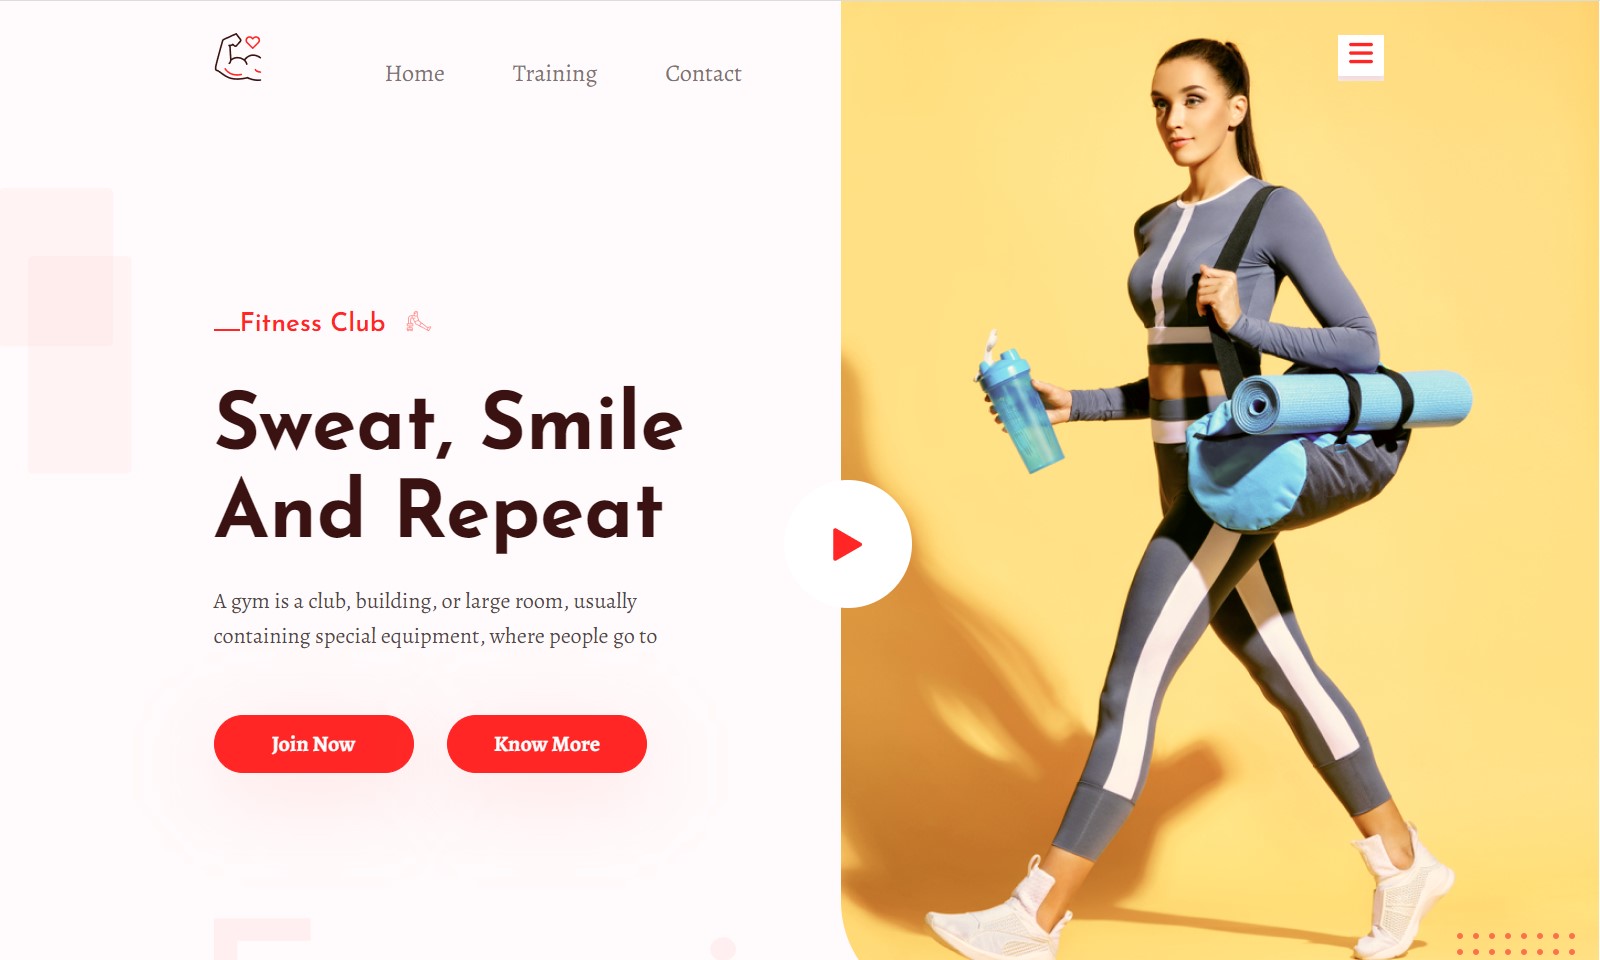 Home Training Contact
Fitness Club
Sweat, Smile
And Repeat
A gym is a club, building, or large room, usually
containing special equipment, where people go to
Join Now Know More